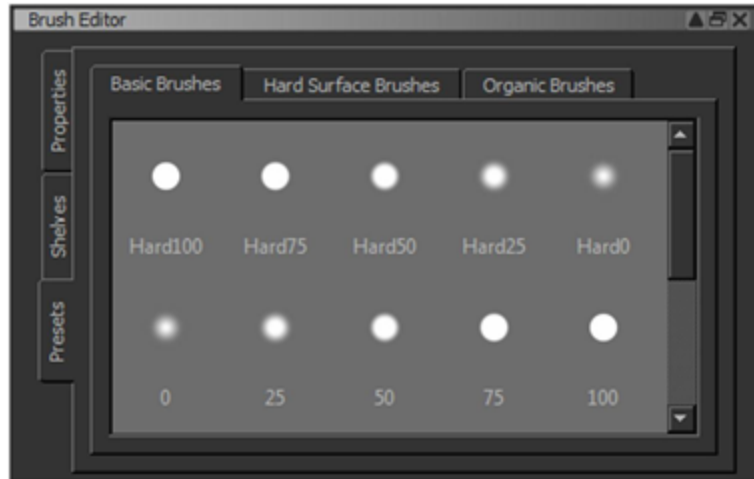 Brush Editor
Properties
Shelves
Presets
Basic Brushes
Hard Surface Brushes
Organic Brushes
Hard100
Hard75
Hard50
Hard25
Hard0
0
25
50
75
100